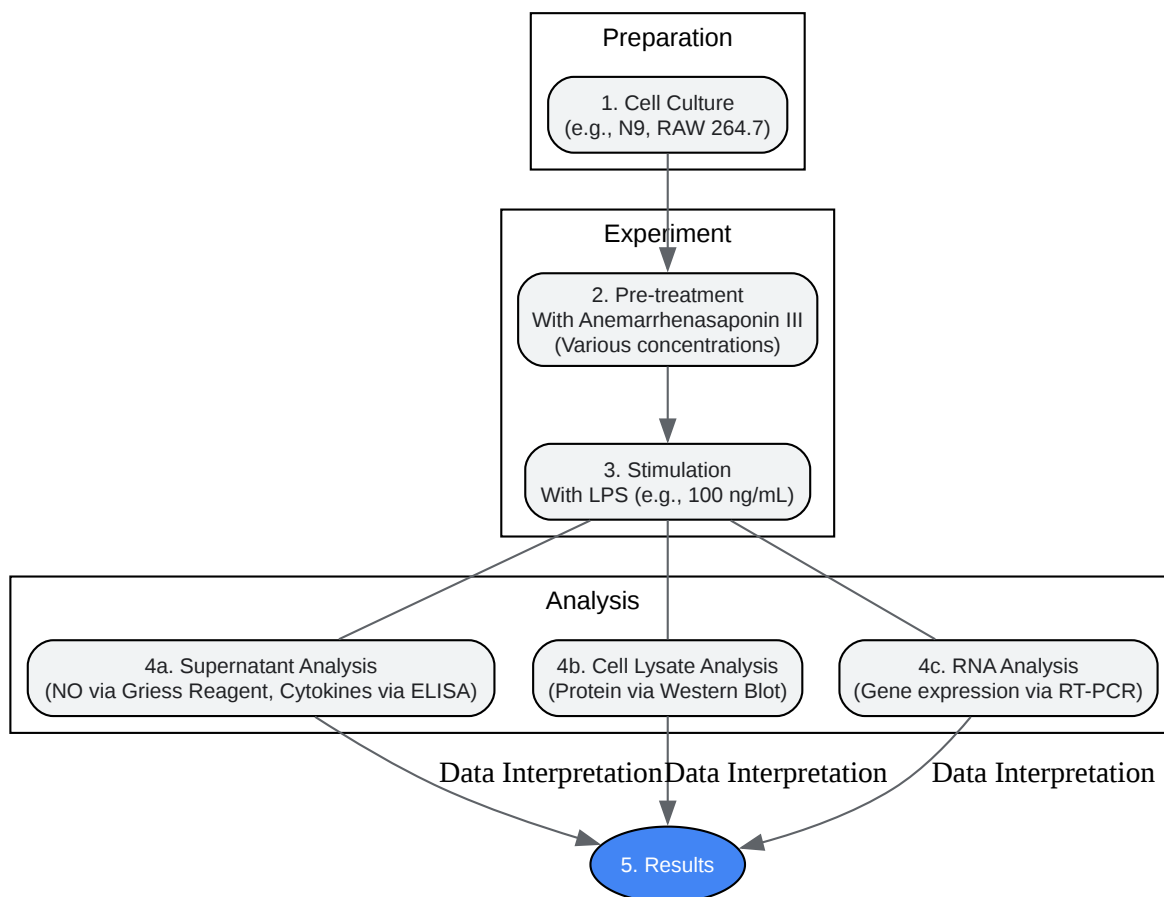 Preparation
1. Cell Culture
(e.g., N9, RAW 264.7)
Experiment
2. Pre-treatment
With Anemarrhenasaponin III
(Various concentrations)
3. Stimulation
With LPS (e.g., 100 ng/mL)
Analysis
4a. Supernatant Analysis
(NO via Griess Reagent, Cytokines via ELISA)
4b. Cell Lysate Analysis
(Protein via Western Blot)
4c. RNA Analysis
(Gene expression via RT-PCR)
Data Interpretation
Data Interpretation
Data Interpretation
5. Results